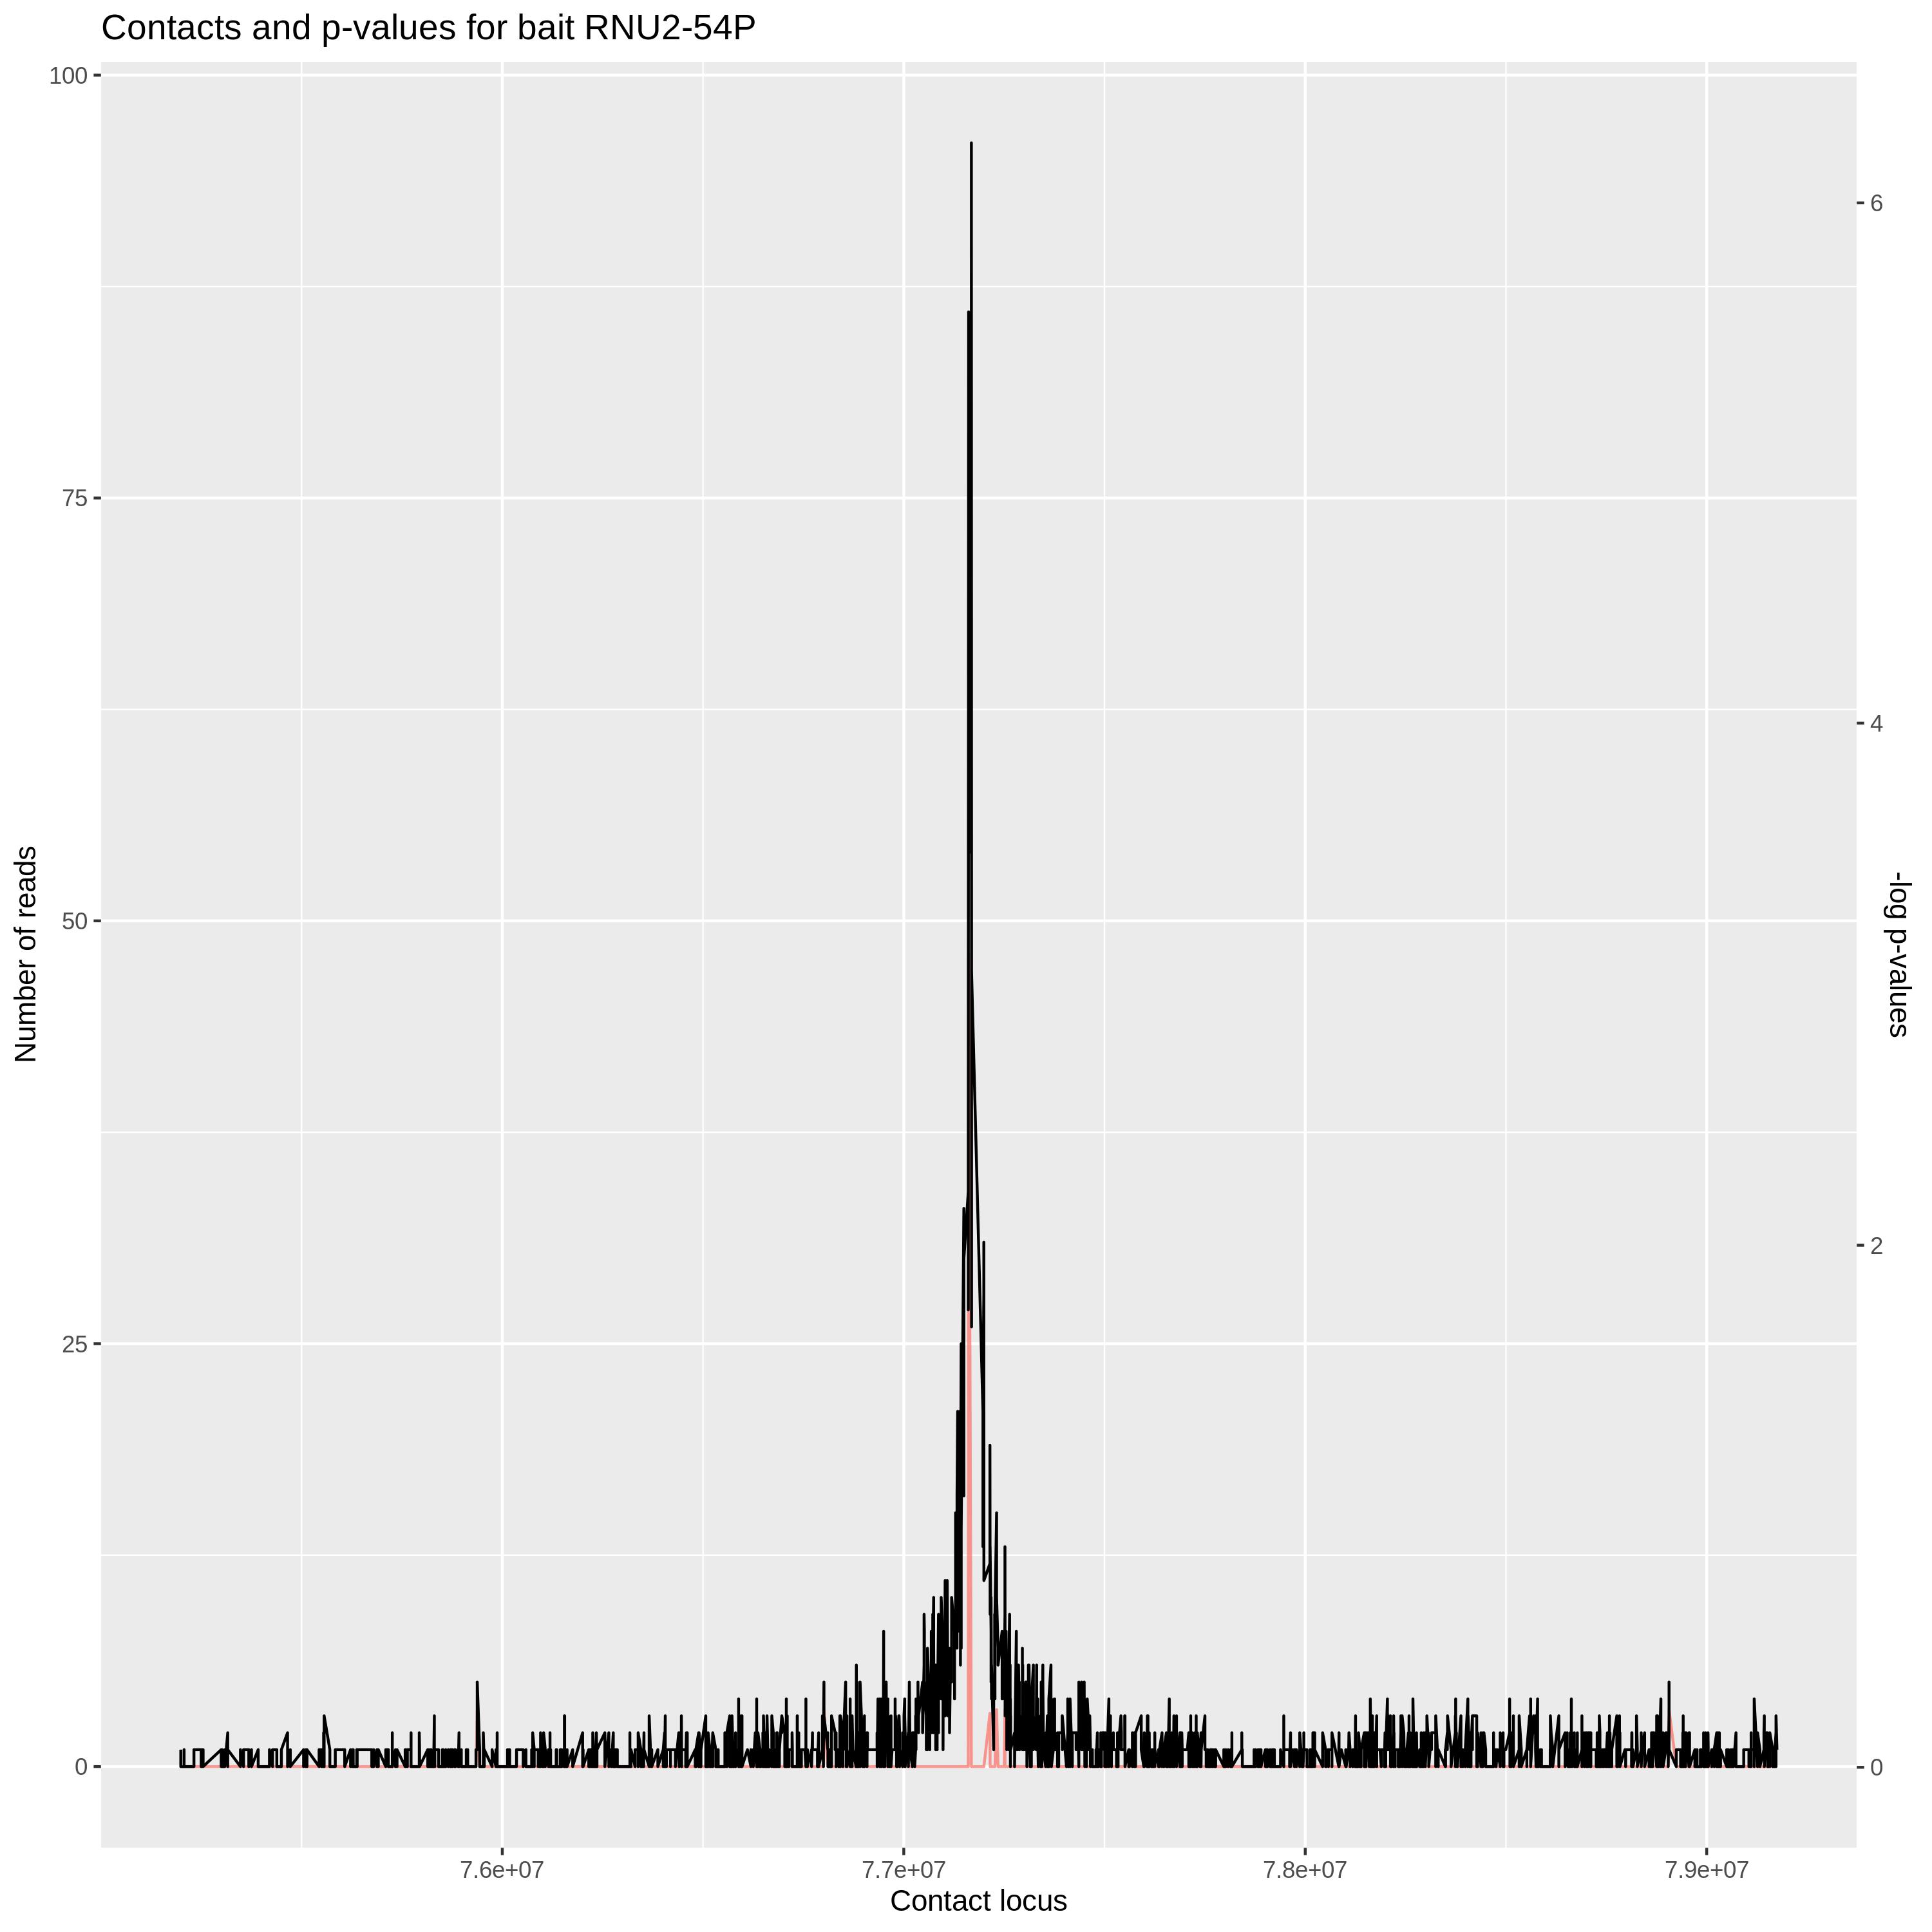 Contacts and p-values for bait RNU2-54P
100
75
50
25
0
Number of reads
6
4
2
0
-log p-values
7.6e+07 7.7e+07 7.8e+07 7.9e+07
Contact locus